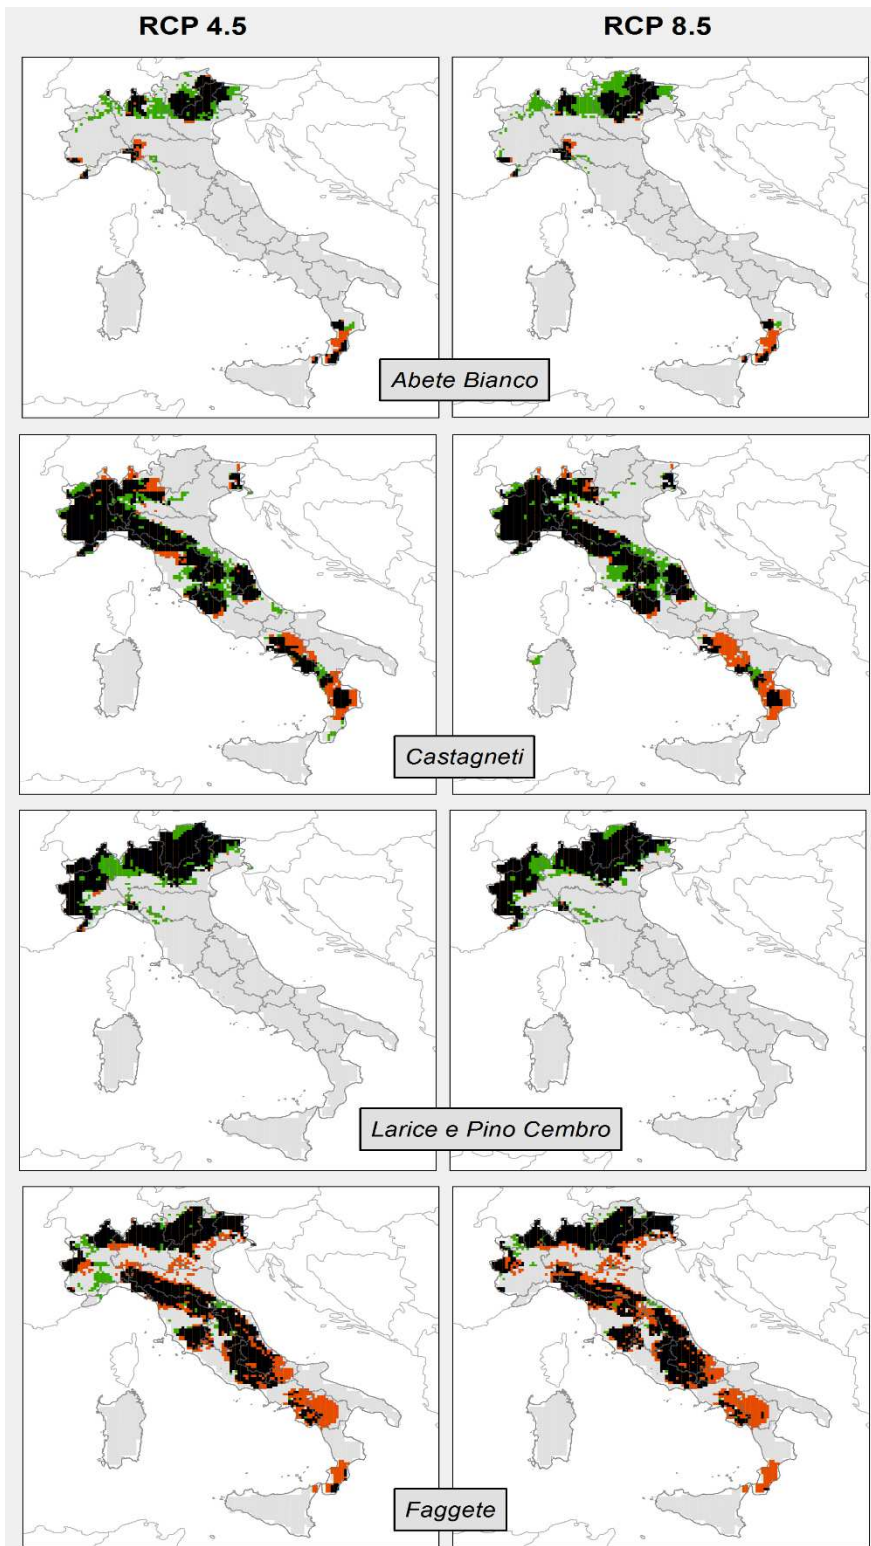 RCP 4.5
RCP 8.5
Abete Bianco
Castagneti
Larice e Pino Cembro
Faggete